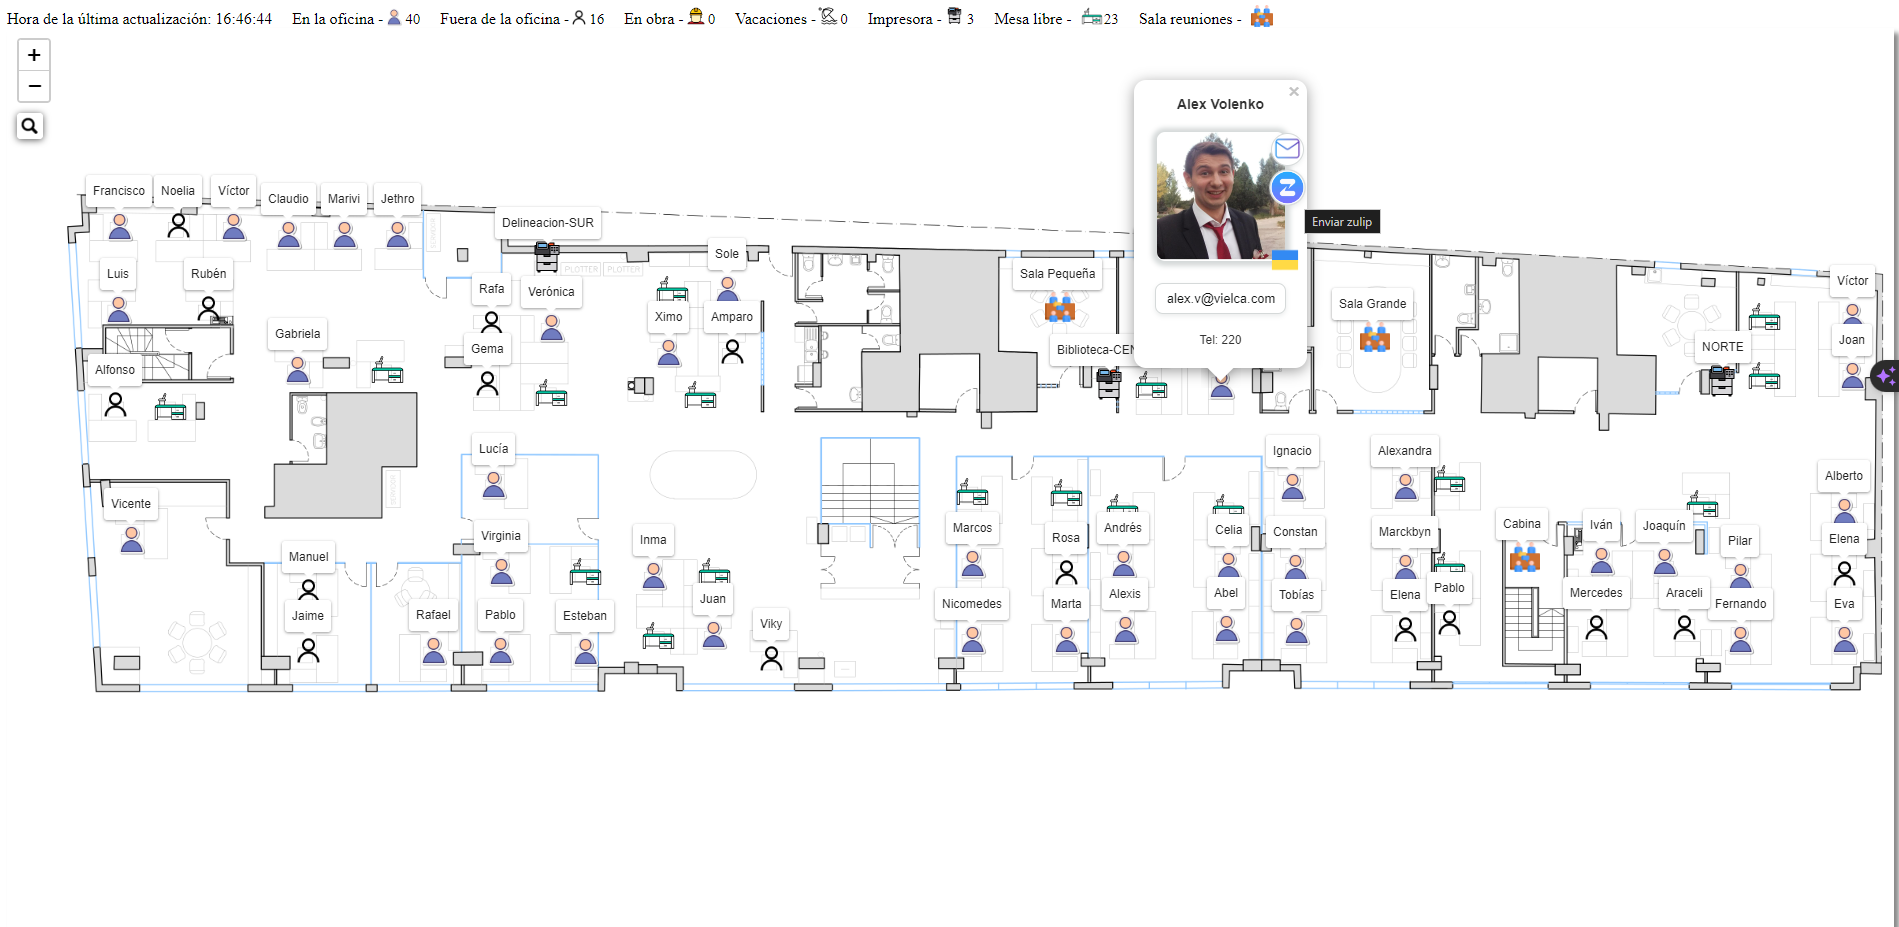 Hora de la última actualización: 16:46:44 En la oficina - 40 Fuera de la oficina - 16 En obra - 0 Vacaciones - 0 Impresora - 3 Mesa libre - 23 Sala reuniones -
+
−
×
Alex Volenko
Enviar zulip
alex.v@vielca.com
Tel: 220
Francisco Noelia Víctor Claudio Marivi Jethro
Delineacion-SUR
PLOTTER PLOTTER
Sole
Luis Rubén
Rafa Verónica
Sala Pequeña
Víctor
Sala Grande
Gabriela
Ximo Amparo
Joan
Gema
Biblioteca-CEN
NORTE
Alfonso
Lucía
Ignacio Alexandra
Alberto
Vicente
Virginia
Inma
Marcos
Rosa
Andrés
Celia
Constan
Marckbyn
Cabina
Iván
Joaquín
Pilar
Elena
Manuel
Jaime
Rafael
Pablo
Esteban
Juan
Viky
Nicomedes
Marta
Alexis
Abel
Tobías
Elena
Pablo
Mercedes
Araceli
Fernando
Eva